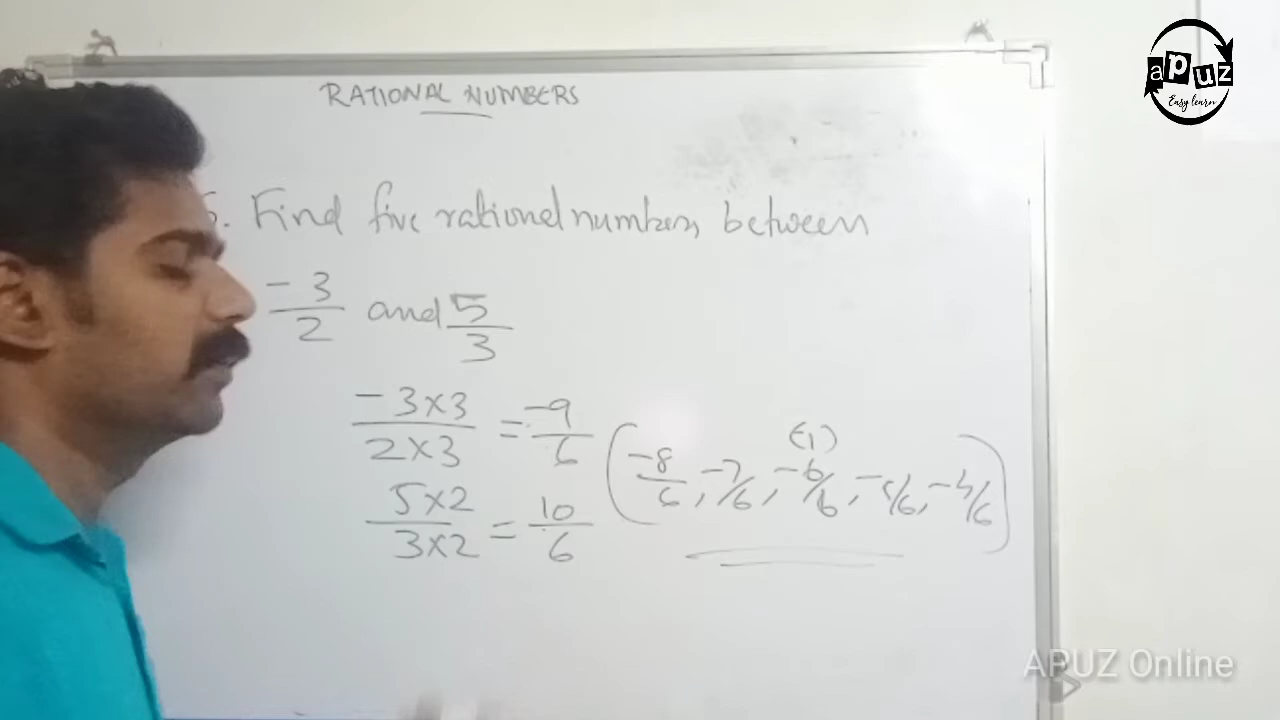 apuz
Easy learn
RATIONAL NUMBERS
5. Find five rational numbers between
-3/2 and 5/3
-3×3/2×3 = -9/6
5×2/3×2 = 10/6
(-8/6, -7/6, -6/6, -5/6,
(1)
APUZ Online